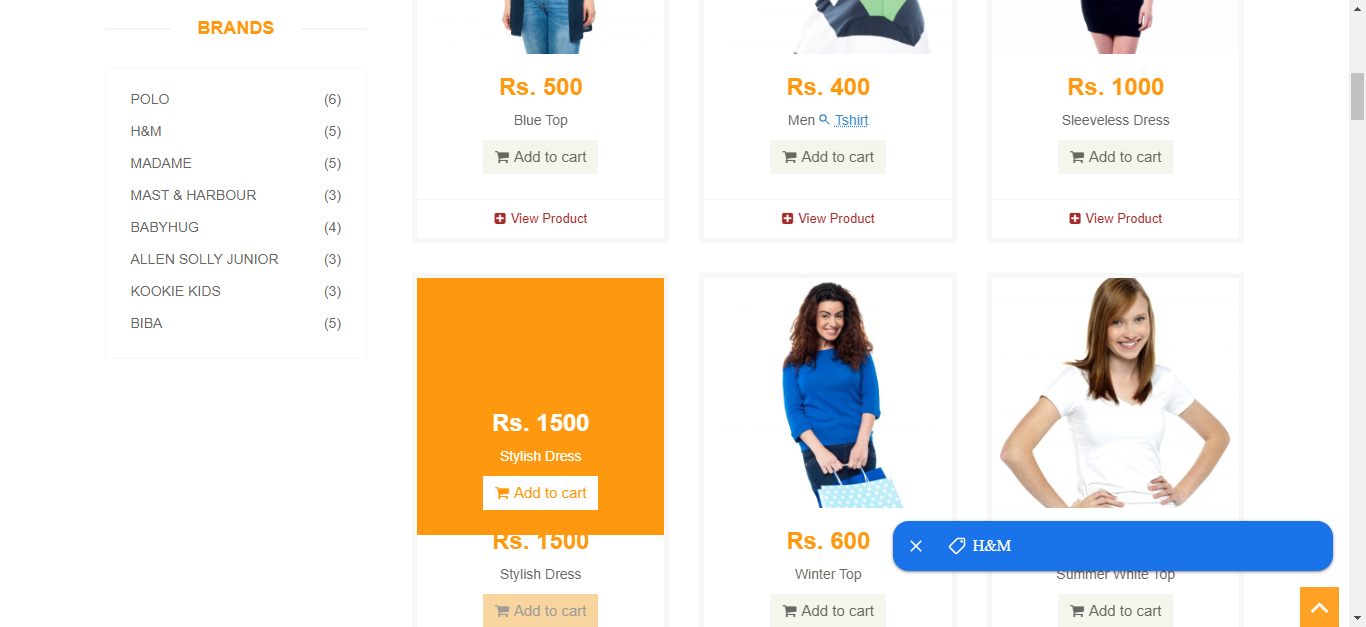 BRANDS
POLO (6)
H&M (5)
MADAME (5)
MAST & HARBOUR (3)
BABYHUG (4)
ALLEN SOLLY JUNIOR (3)
KOOKIE KIDS (3)
BIBA (5)
Rs. 500
Blue Top
Add to cart
View Product
Rs. 400
Men Tshirt
Add to cart
View Product
Rs. 1000
Sleeveless Dress
Add to cart
View Product
Rs. 1500
Stylish Dress
Add to cart
Rs. 1500
Stylish Dress
Add to cart
Rs. 600
Winter Top
Add to cart
H&M
Summer White Top
Add to cart